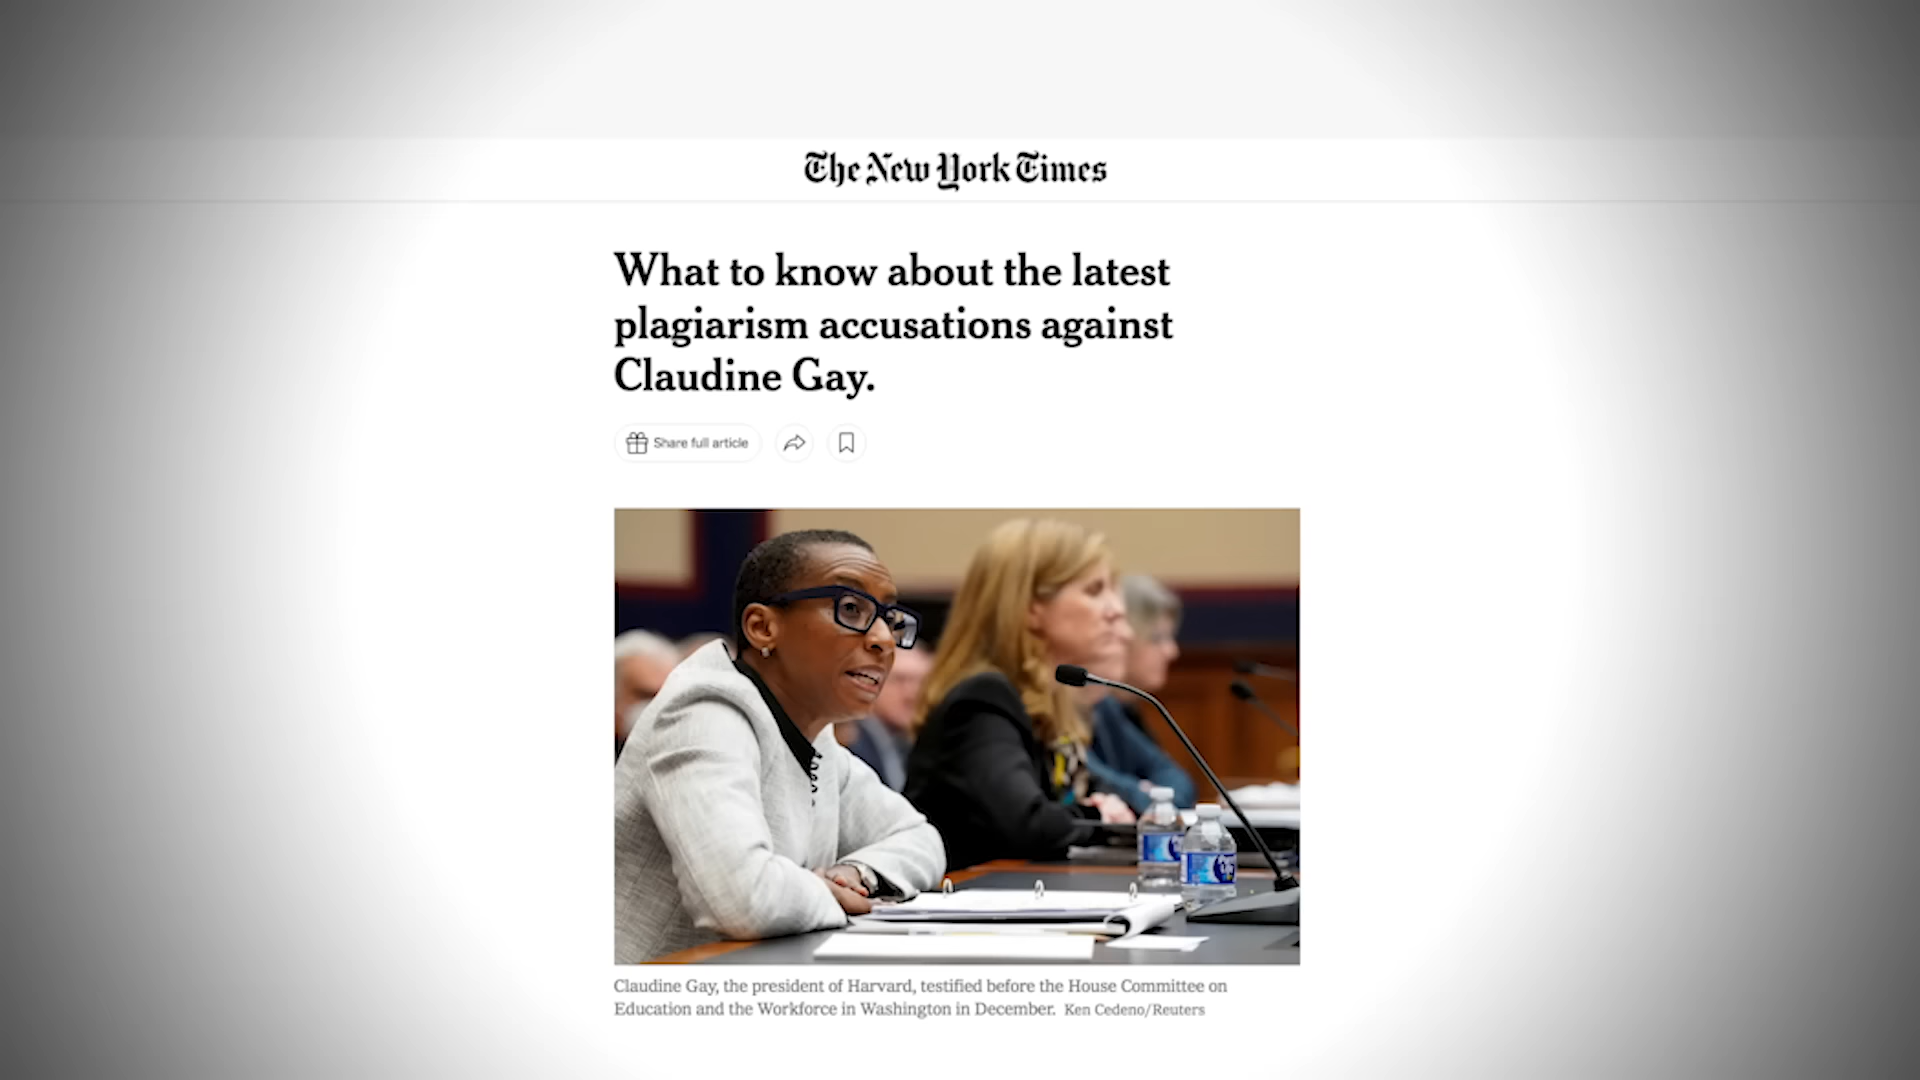 The New York Times
What to know about the latest
plagiarism accusations against
Claudine Gay.
Share full article
Claudine Gay, the president of Harvard, testified before the House Committee on
Education and the Workforce in Washington in December. Ken Cedeno/Reuters